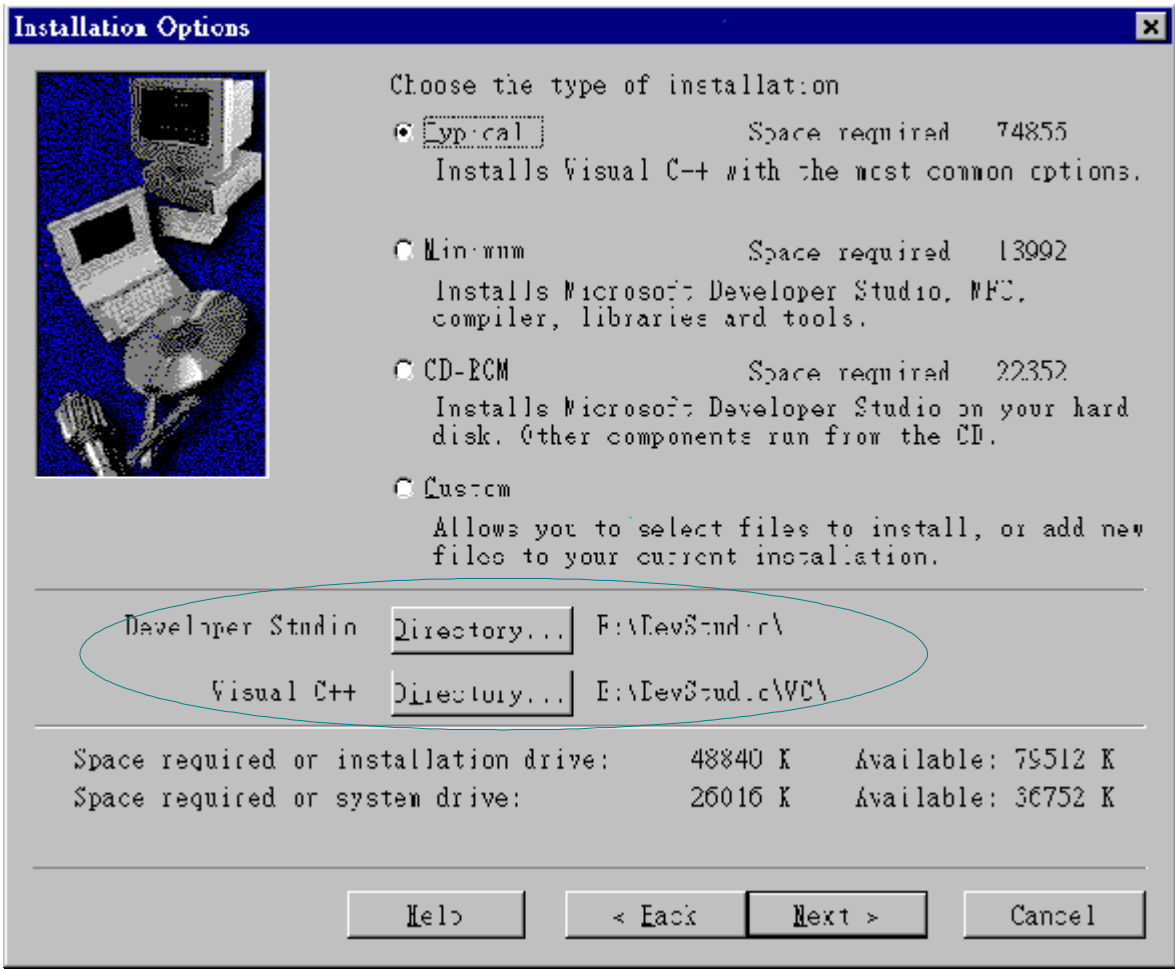 Installation Options
Choose the type of installation
Typical Space required 74855
Installs Visual C++ with the most common options.
Minimum Space required 13992
Installs Microsoft Developer Studio, MFC,
compiler, libraries and tools.
CD-ROM Space required 22352
Installs Microsoft Developer Studio on your hard
disk. Other components run from the CD.
Custom
Allows you to select files to install, or add new
files to your current installation.
Developer Studio Directory... E:\DevStudio\
Visual C++ Directory... E:\DevStudio\VC\
Space required on installation drive: 48840 K Available: 79512 K
Space required on system drive: 26016 K Available: 36752 K
Help < Back Next > Cancel